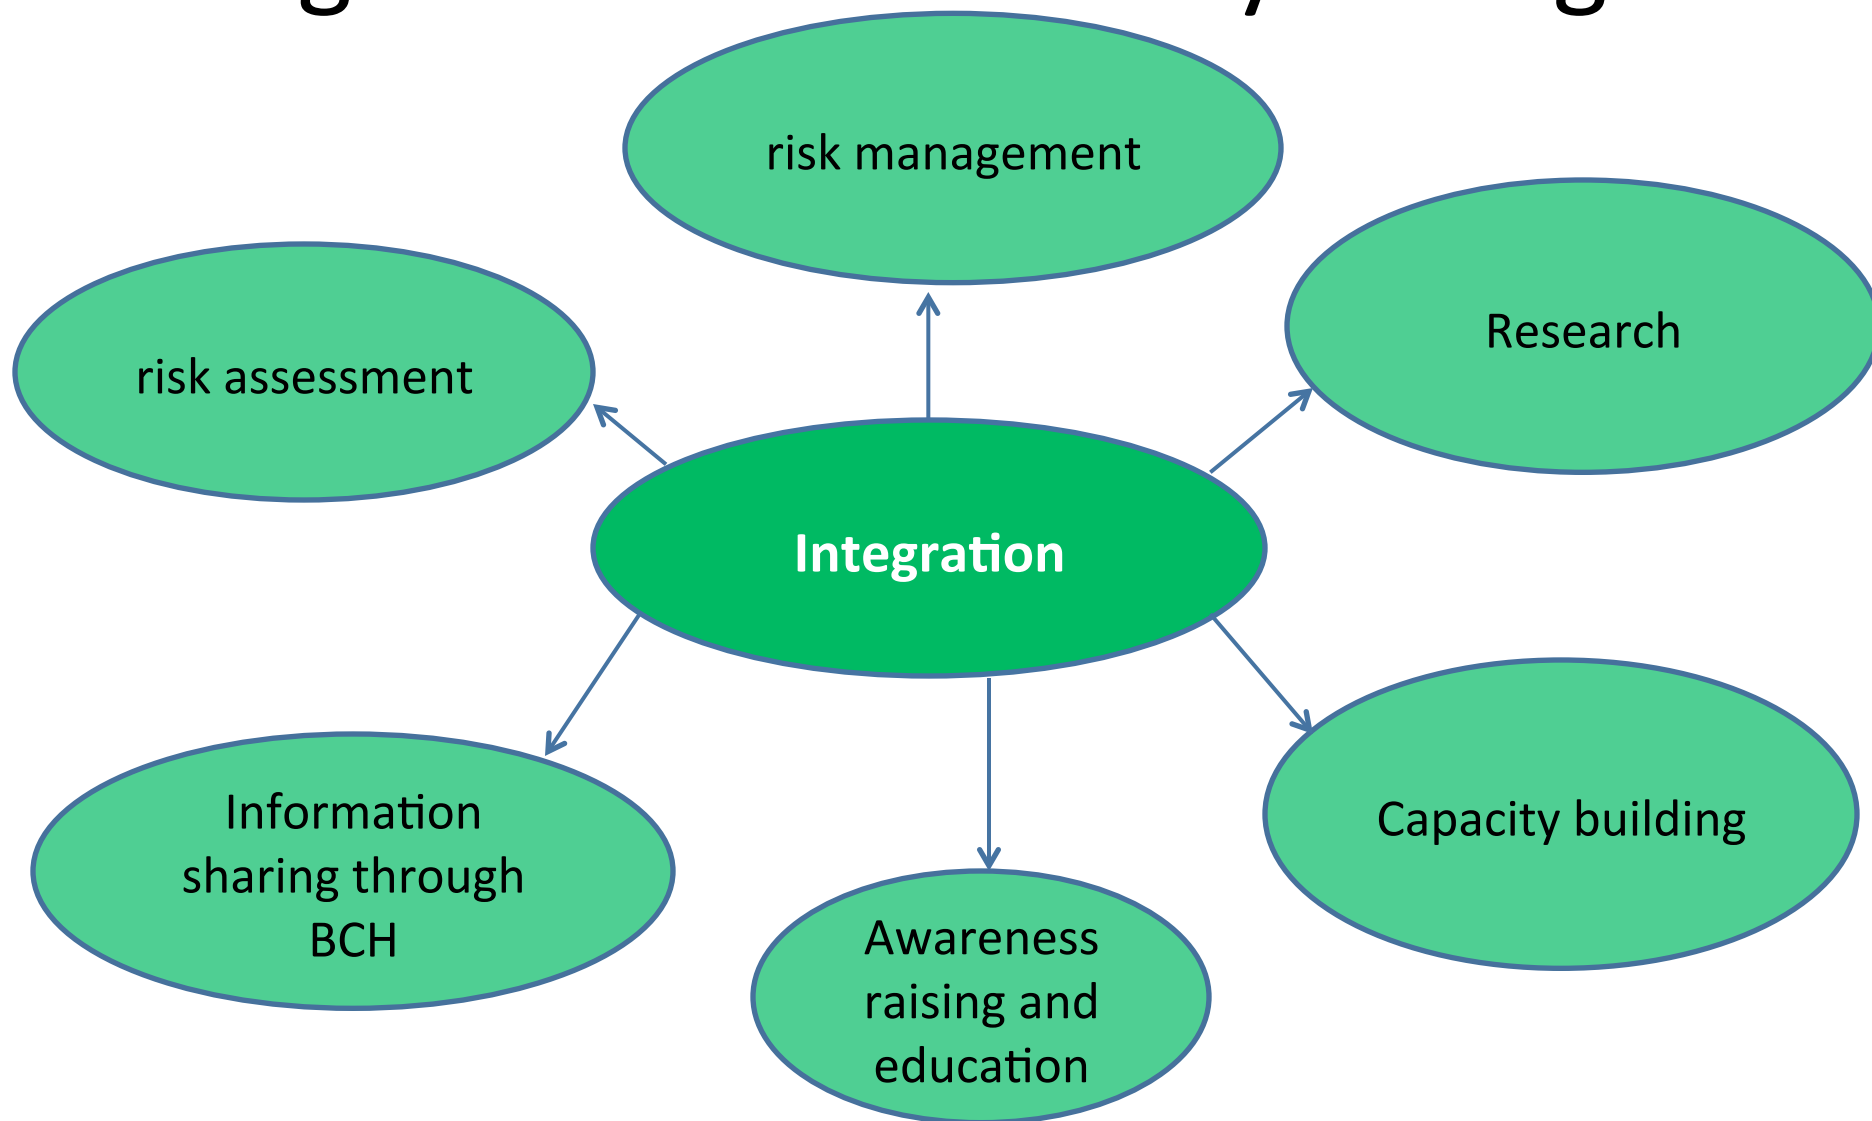 risk management
Research
risk assessment
Integration
Information
sharing through
BCH
Capacity building
Awareness
raising and
education